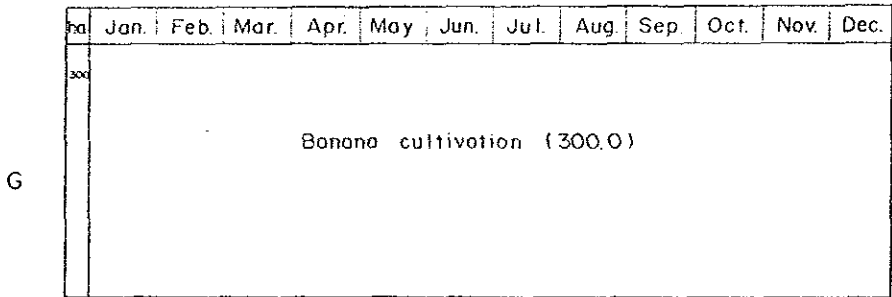 ha Jan. Feb. Mar. Apr. May Jun. Jul. Aug. Sep. Oct. Nov. Dec.
300
Banana cultivation (300.0)
G